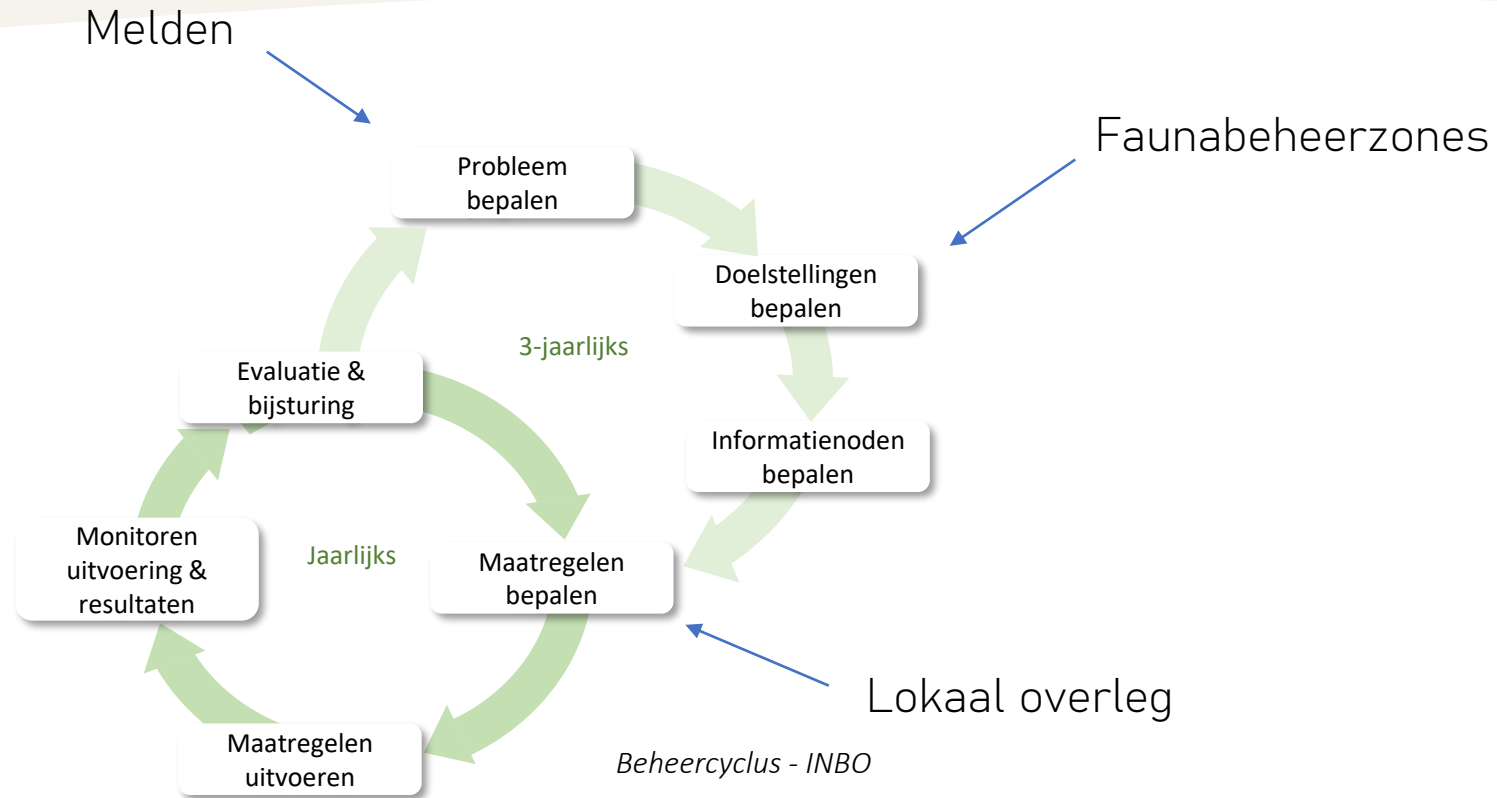 Melden
Faunabeheerzones
Probleem
bepalen
Doelstellingen
bepalen
3-jaarlijks
Evaluatie &
bijsturing
Informatienoden
bepalen
Monitoren
uitvoering &
resultaten
Jaarlijks
Maatregelen
bepalen
Lokaal overleg
Maatregelen
uitvoeren
Beheercyclus - INBO